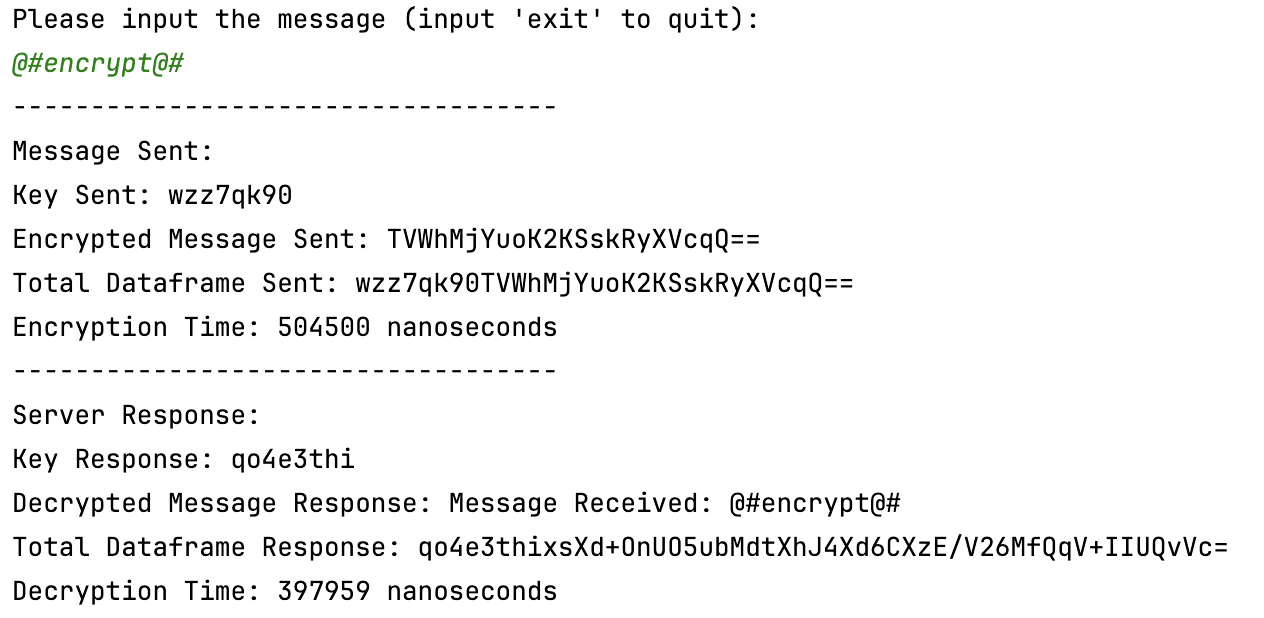 Please input the message (input 'exit' to quit):
@#encrypt@#
-----------------------------------
Message Sent:
Key Sent: wzz7qk90
Encrypted Message Sent: TVWhMjYuoK2KSskRyXVcqQ==
Total Dataframe Sent: wzz7qk90TVWhMjYuoK2KSskRyXVcqQ==
Encryption Time: 504500 nanoseconds
-----------------------------------
Server Response:
Key Response: qo4e3thi
Decrypted Message Response: Message Received: @#encrypt@#
Total Dataframe Response: qo4e3thixsXd+OnUO5ubMdtXhJ4Xd6CXzE/V26MfQqV+IIUQvVc=
Decryption Time: 397959 nanoseconds